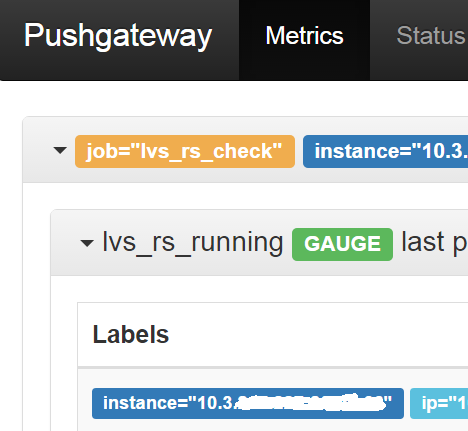 Pushgateway Metrics Status
job="lvs_rs_check" instance="10.3.
lvs_rs_running GAUGE last p
Labels
instance="10.3. " ip="1